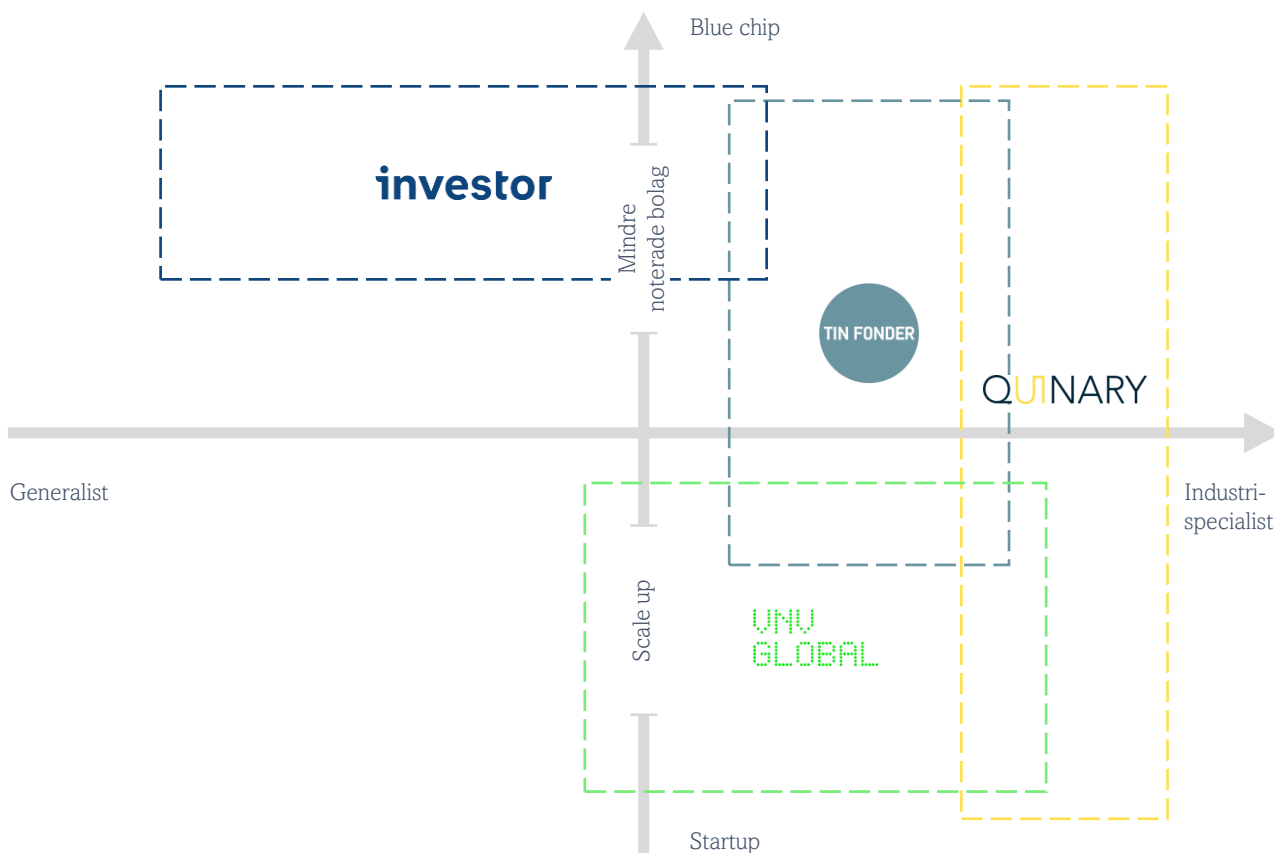 Blue chip
investor
Mindre
noterade bolag
TIN FONDER
QUINARY
Generalist
Industri-
specialist
Scale up
VNV
GLOBAL
Startup